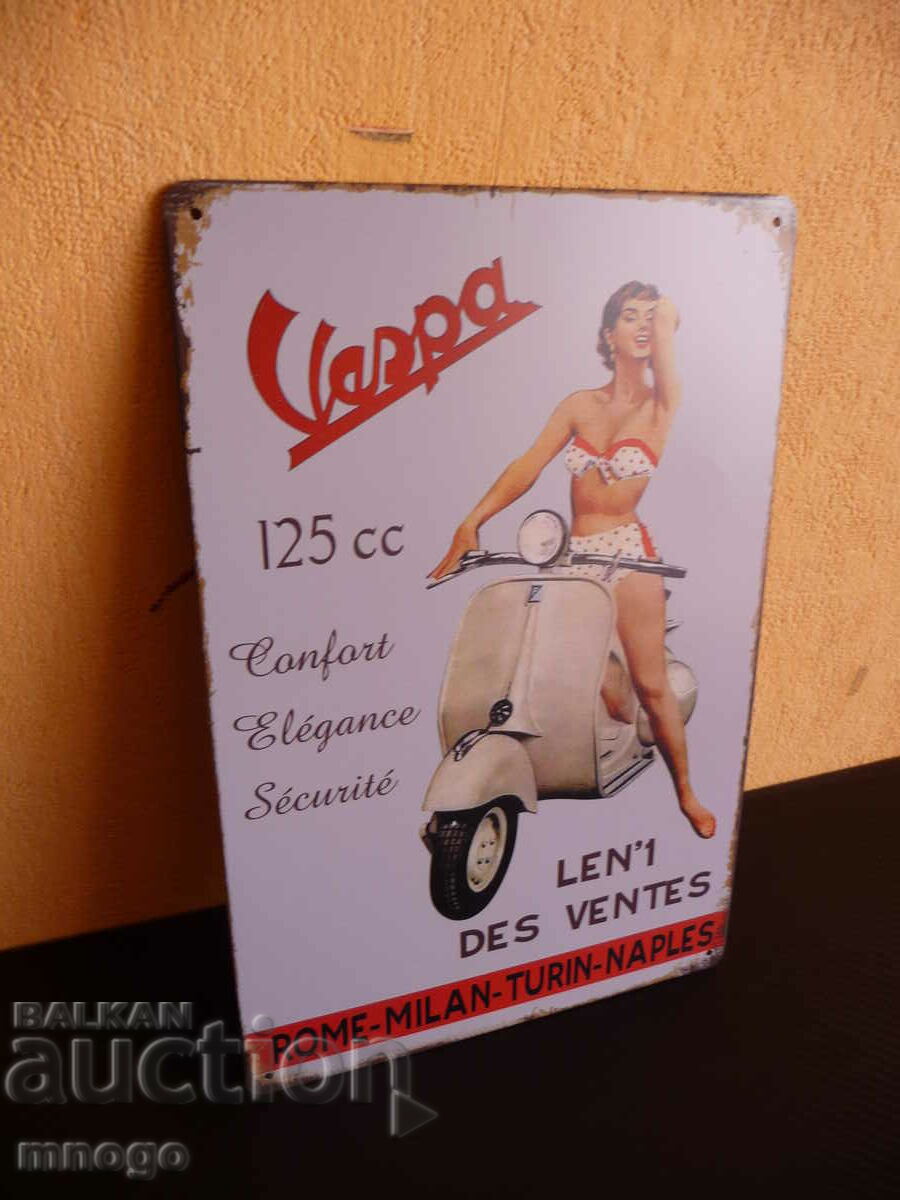 Vespa
125 cc
Confort
Elégance
Sécurité
LEN'1
DES VENTES
ROME-MILAN-TURIN-NAPLES
BALKAN
auction
mnogo